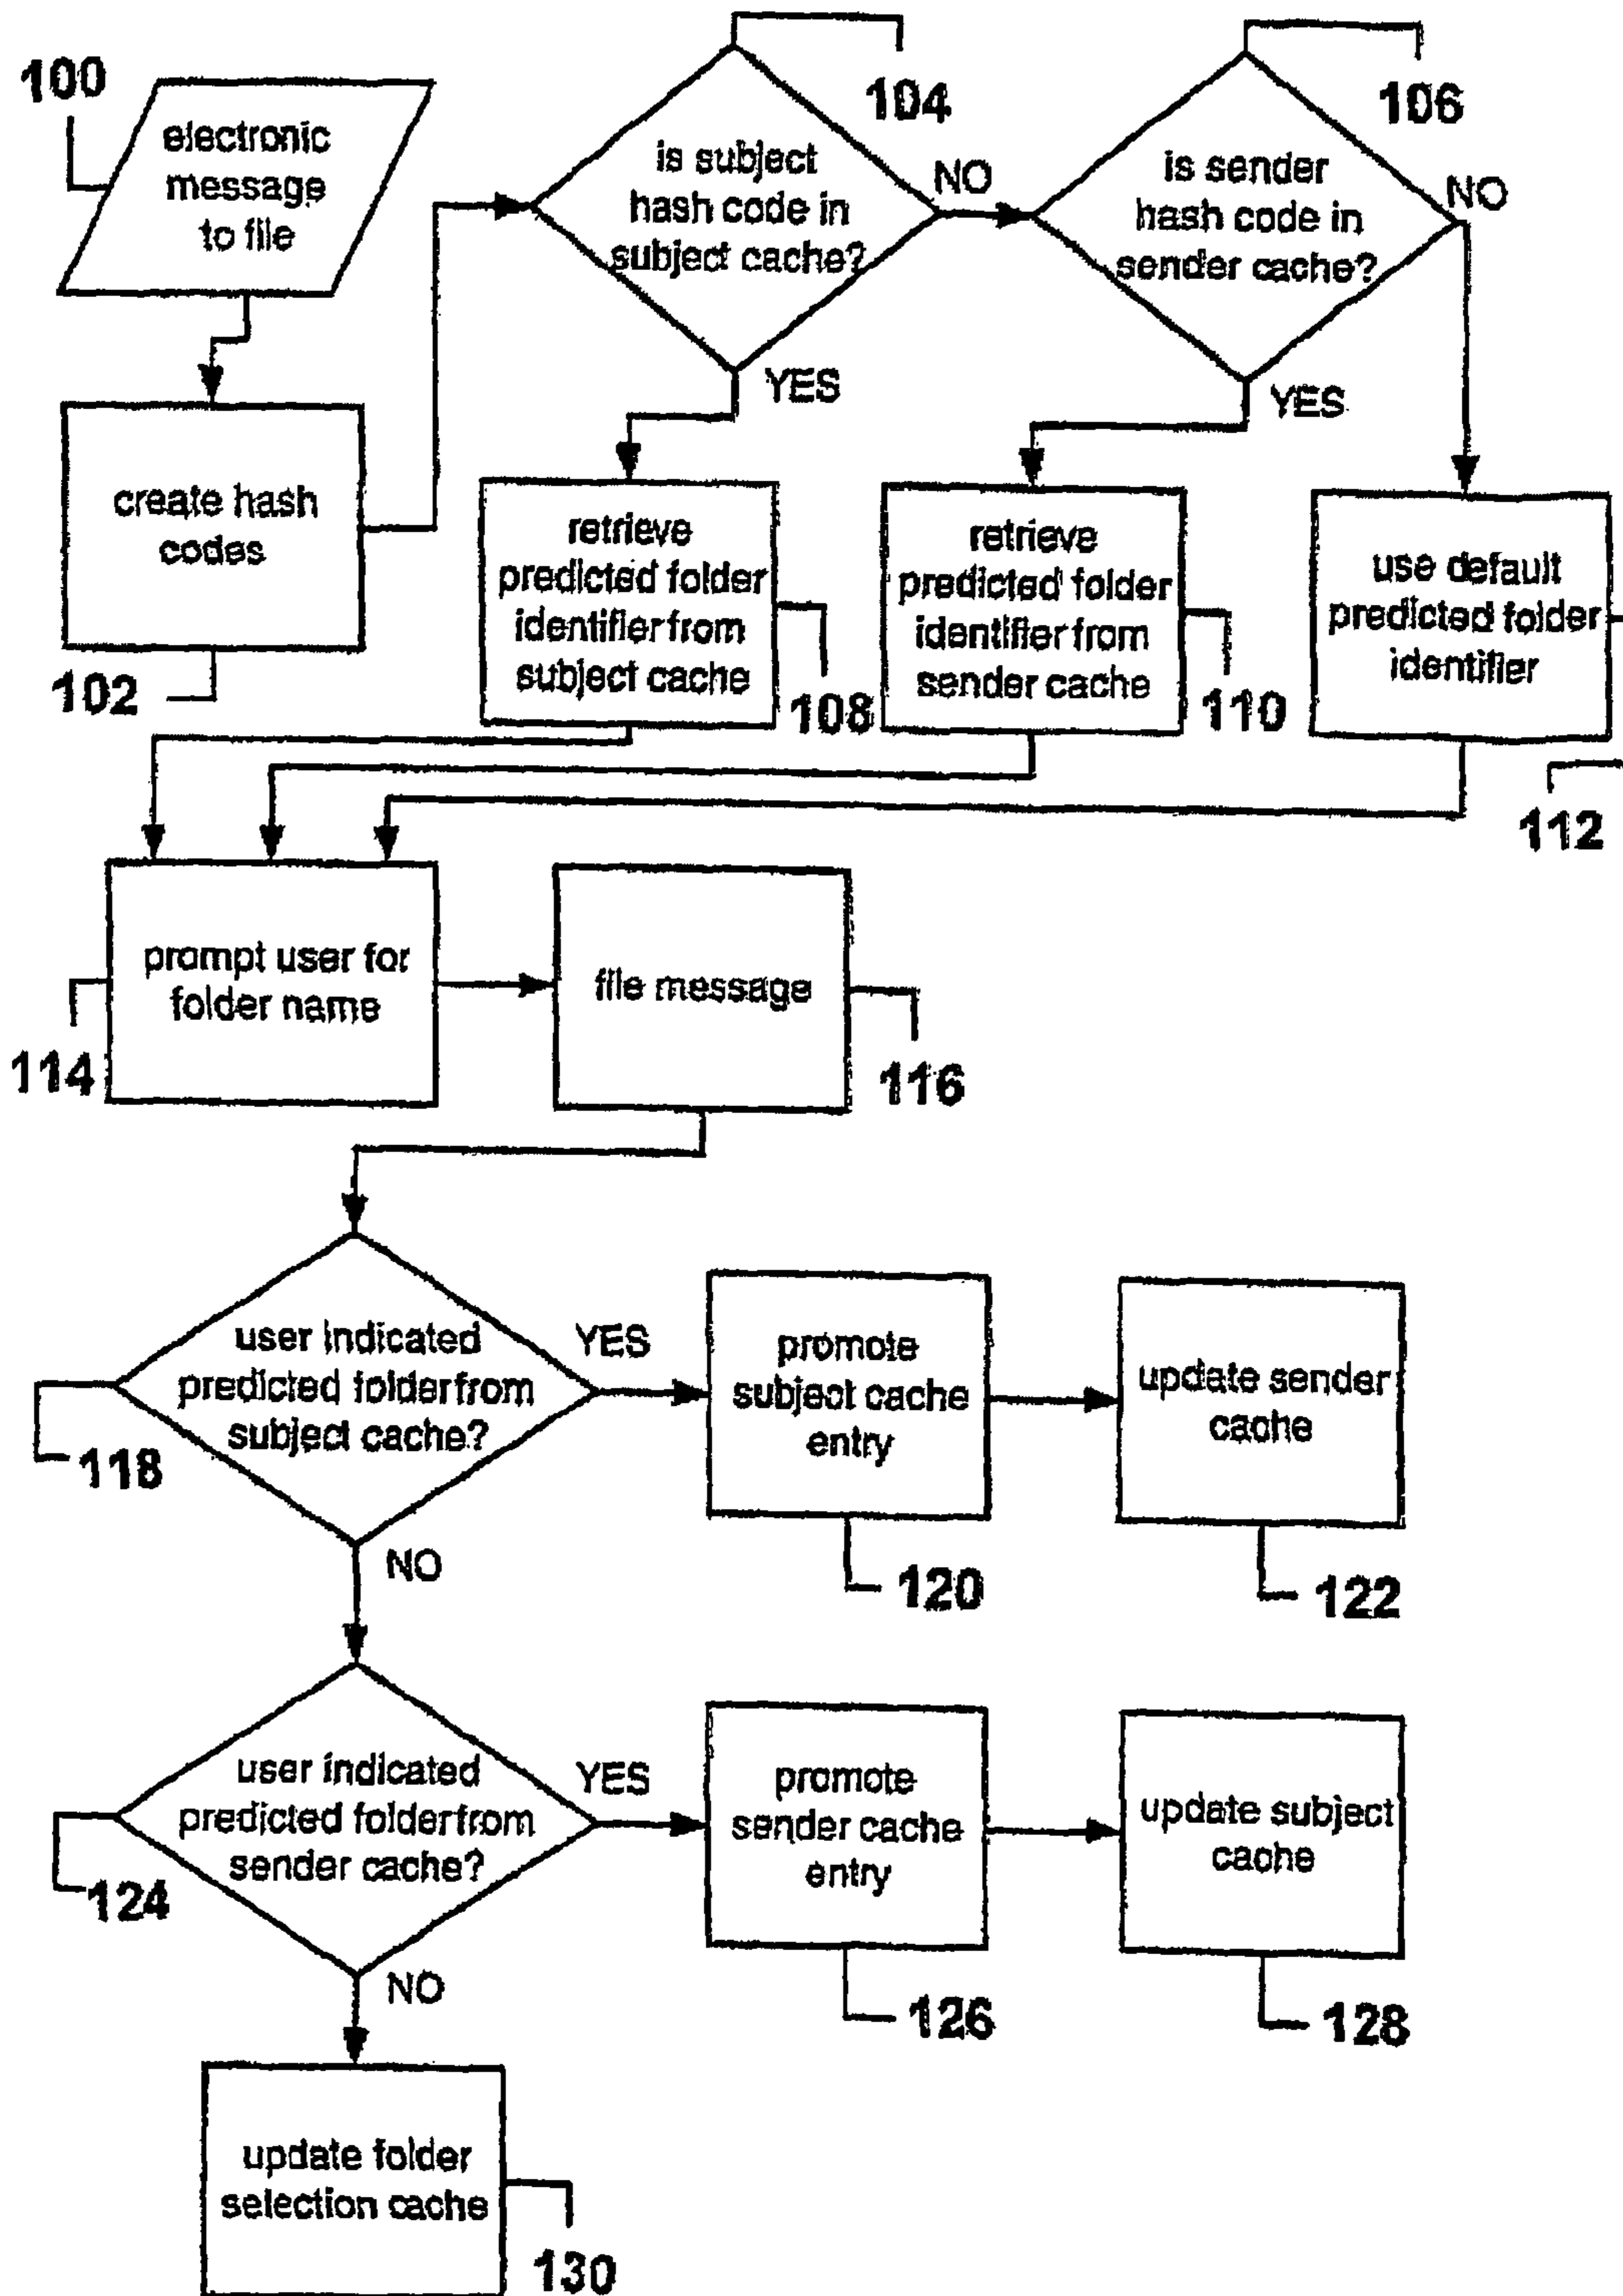 100
electronic
message
to file
104
is subject
hash code in
subject cache?
NO
YES
106
is sender
hash code in
sender cache?
NO
YES
create hash
codes
102
retrieve
predicted folder
identifier from
subject cache
108
retrieve
predicted folder
identifier from
sender cache
110
use default
predicted folder
identifier
112
prompt user for
folder name
114
file message
116
user indicated
predicted folder from
subject cache?
118
YES
NO
promote
subject cache
entry
120
update sender
cache
122
user indicated
predicted folder from
sender cache?
124
YES
NO
promote
sender cache
entry
126
update subject
cache
128
update folder
selection cache
130